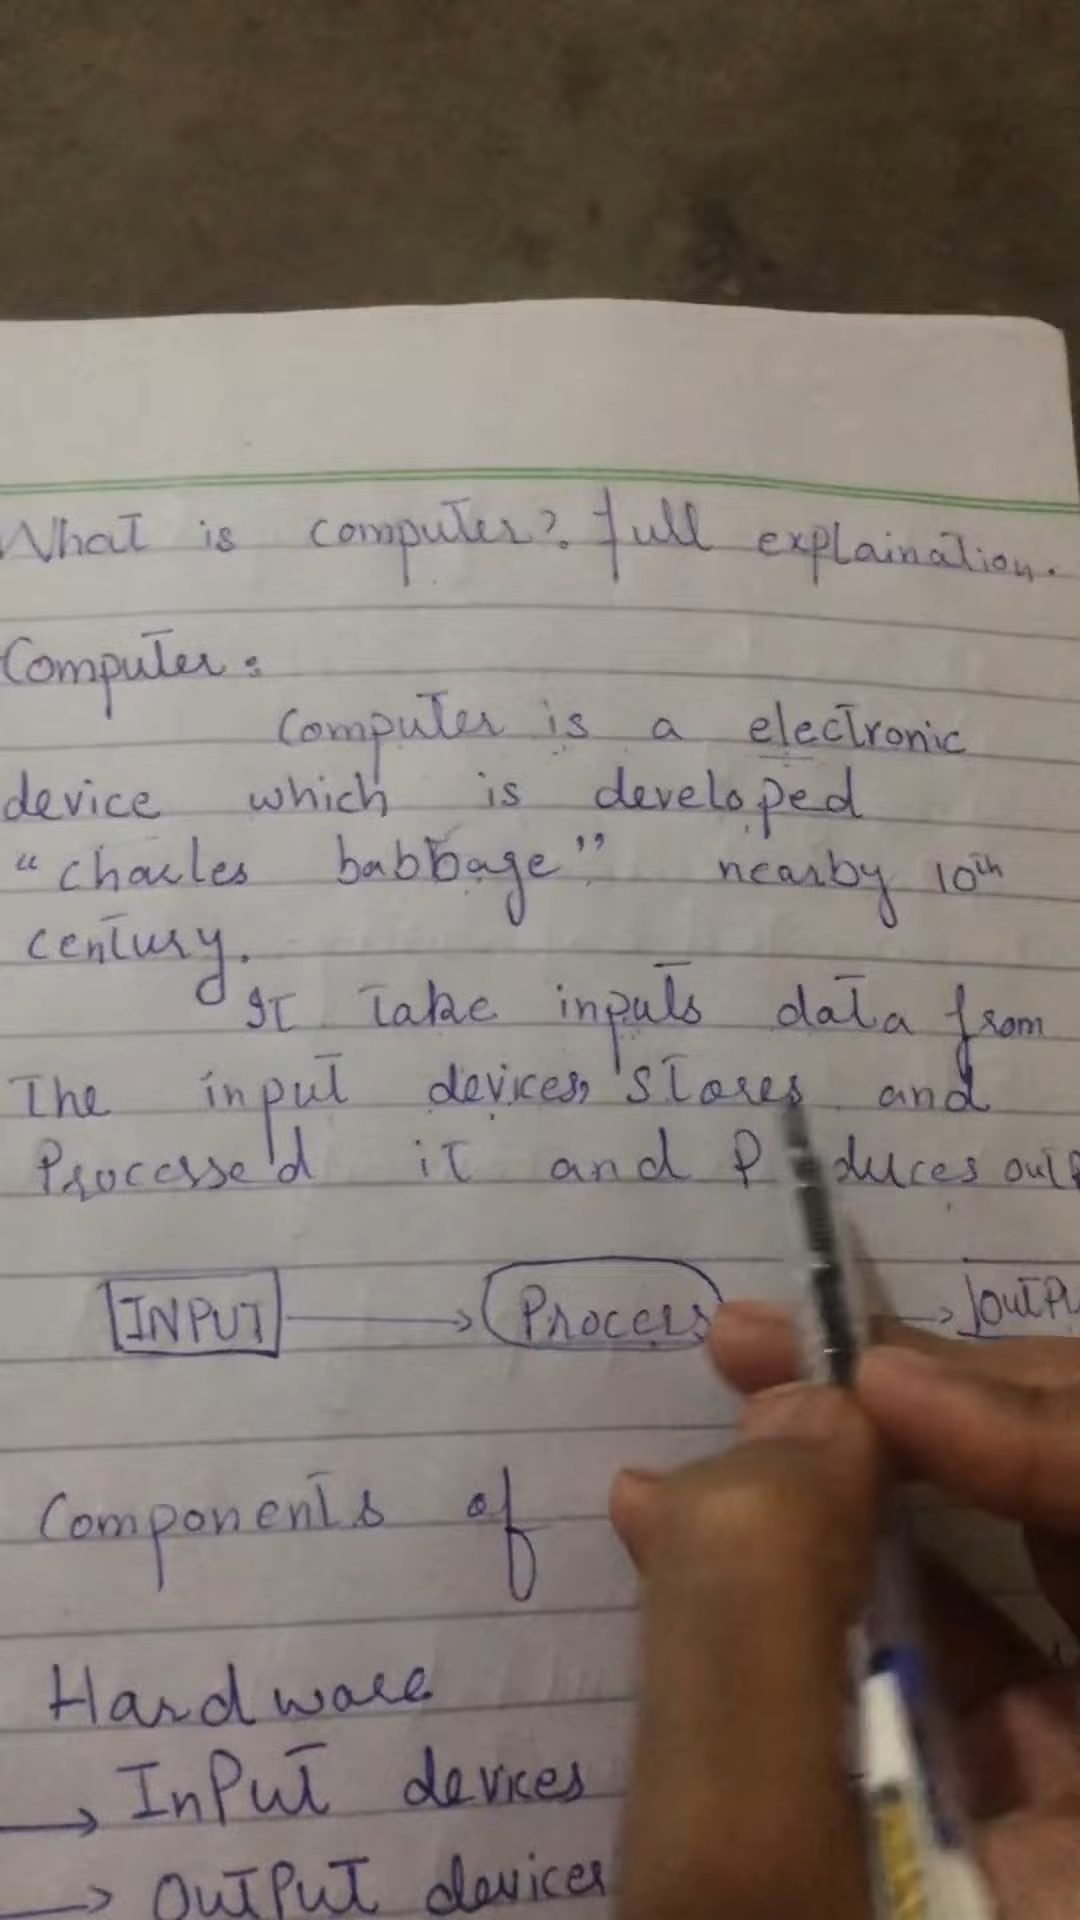 What is computer? full explaination.
Computer:
Computer is a electronic
device which is developed
"Charles babbage" nearby 10th
century.
It Take inputs data from
The input devices, stores and
Processed it and duces
INPUT Process
Components of
Hardware
→ InPut devices
→ OutPut devices